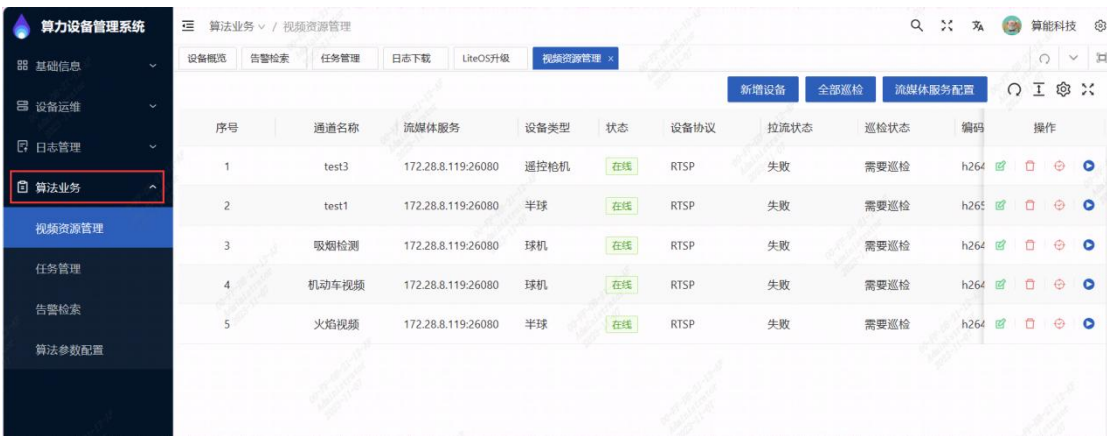 算力设备管理系统
算法业务 / 视频资源管理
算能科技
基础信息
设备概览 告警检索 任务管理 日志下载 LiteOS升级 视频资源管理 ×
设备运维
新增设备 全部巡检 流媒体服务配置
日志管理
序号 通道名称 流媒体服务 设备类型 状态 设备协议 拉流状态 巡检状态 编码 操作
1 test3 172.28.8.119:26080 遥控枪机 在线 RTSP 失败 需要巡检 h264
算法业务
2 test1 172.28.8.119:26080 半球 在线 RTSP 失败 需要巡检 h265
视频资源管理
3 吸烟检测 172.28.8.119:26080 球机 在线 RTSP 失败 需要巡检 h264
任务管理
4 机动车视频 172.28.8.119:26080 球机 在线 RTSP 失败 需要巡检 h264
告警检索
5 火焰视频 172.28.8.119:26080 半球 在线 RTSP 失败 需要巡检 h264
算法参数配置